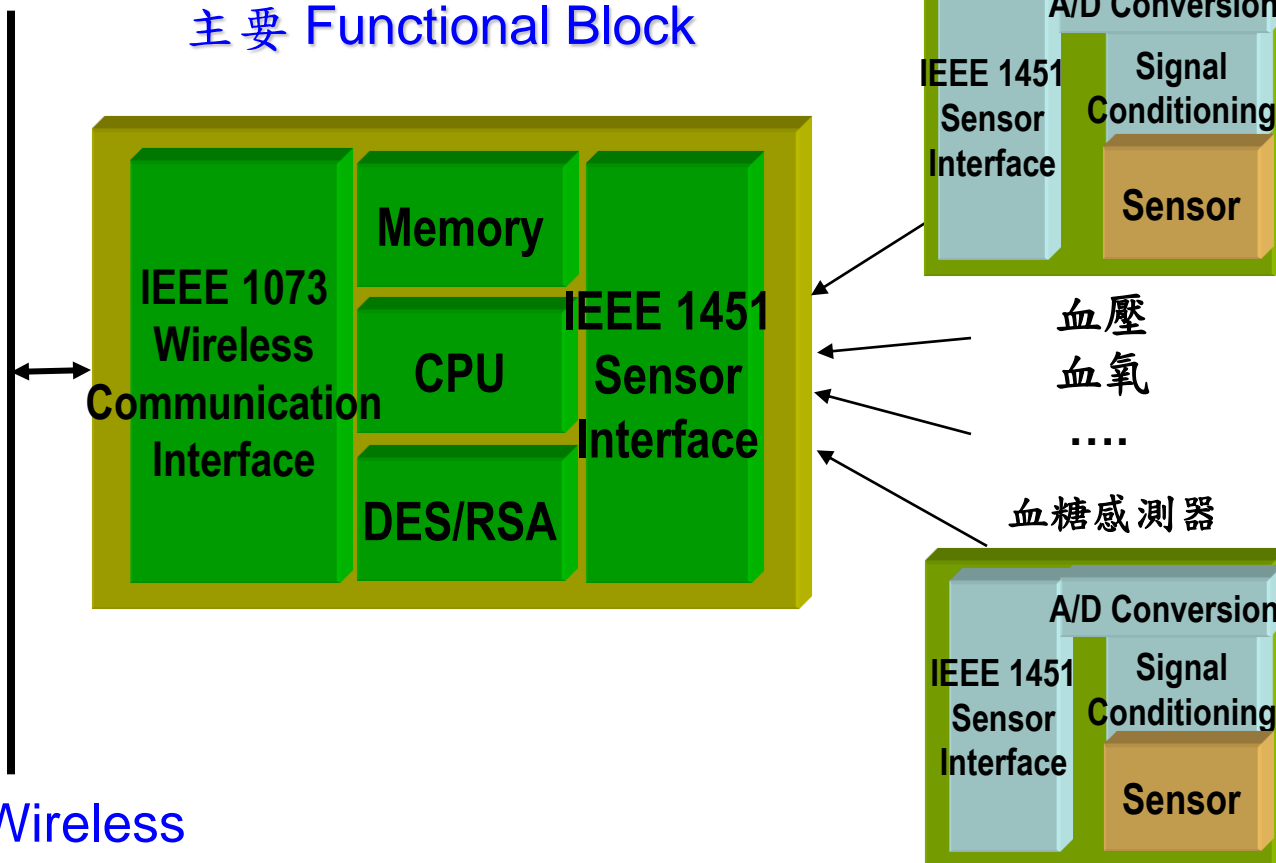 主要 Functional Block
IEEE 1073
Wireless
Communication
Interface
Memory
CPU
DES/RSA
IEEE 1451
Sensor
Interface
A/D Conversion
IEEE 1451
Sensor
Interface
Signal
Conditioning
Sensor
血壓
血氧
….
血糖感測器
A/D Conversion
IEEE 1451
Sensor
Interface
Signal
Conditioning
Sensor
Wireless